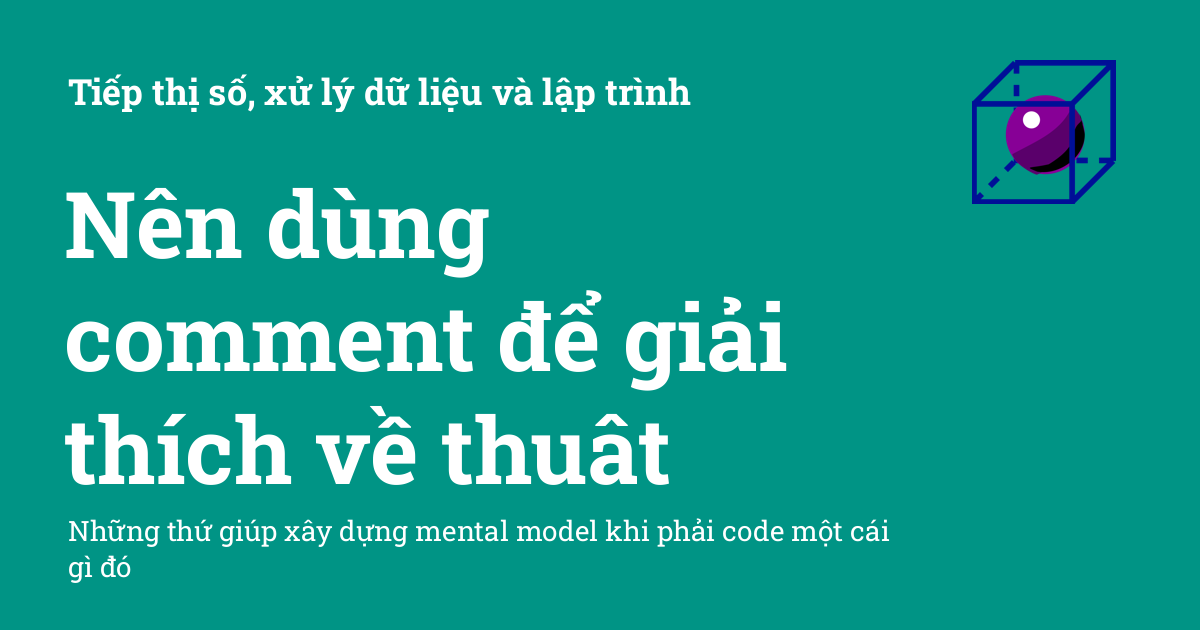 Tiếp thị số, xử lý dữ liệu và lập trình
Nên dùng
comment để giải
thích về thuât
Những thứ giúp xây dựng mental model khi phải code một cái
gì đó